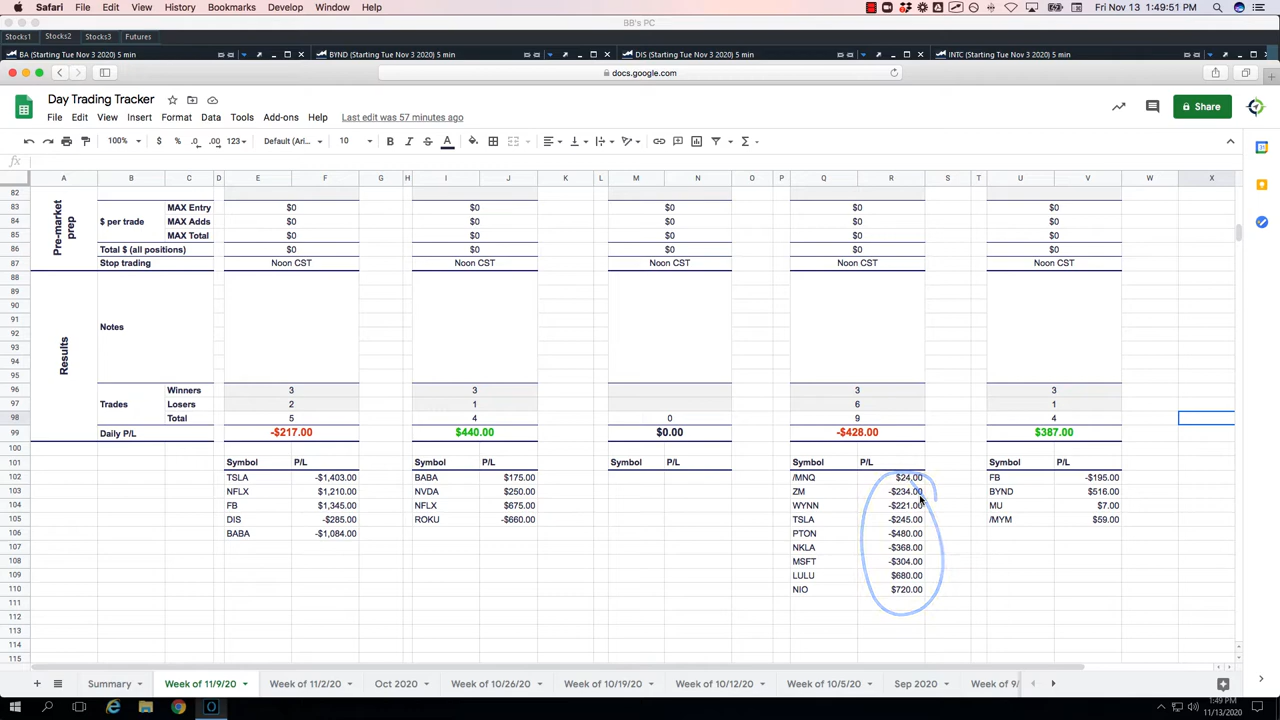 Safari File Edit View History Bookmarks Develop Window Help Fri Nov 13 1:49:51 PM
BB's PC
Stocks1 Stocks2 Stocks3 Futures
BA (Starting Tue Nov 3 2020) 5 min BYND (Starting Tue Nov 3 2020) 5 min DIS (Starting Tue Nov 3 2020) 5 min INTC (Starting Tue Nov 3 2020) 5 min
docs.google.com
Day Trading Tracker
File Edit View Insert Format Data Tools Add-ons Help Last edit was 57 minutes ago
Share
100% $ % .0 .00 123 Default (Ari... 10 B I S A
fx
A B C D E F G H I J K L M N O P Q R S T U V W X
82
83 MAX Entry $0 $0 $0 $0 $0
84 $ per trade MAX Adds $0 $0 $0 $0 $0
85 MAX Total $0 $0 $0 $0 $0
Pre-market
prep
86 Total $ (all positions) $0 $0 $0 $0 $0
87 Stop trading Noon CST Noon CST Noon CST Noon CST Noon CST
88
89
90
91
92 Notes
93
94
Results
95
96 Winners 3 3 3 3
97 Trades Losers 2 1 6 1
98 Total 5 4 0 9 4
99 Daily P/L -$217.00 $440.00 $0.00 -$428.00 $387.00
100
101 Symbol P/L Symbol P/L Symbol P/L Symbol P/L Symbol P/L
102 TSLA -$1,403.00 BABA $175.00 /MNQ $24.00 FB -$195.00
103 NFLX $1,210.00 NVDA $250.00 ZM -$234.00 BYND $516.00
104 FB $1,345.00 NFLX $675.00 WYNN -$221.00 MU $7.00
105 DIS -$285.00 ROKU -$660.00 TSLA -$245.00 /MYM $59.00
106 BABA -$1,084.00 PTON -$480.00
107 NKLA -$368.00
108 MSFT -$304.00
109 LULU $680.00
110 NIO $720.00
111
112
113
114
115
Summary Week of 11/9/20 Week of 11/2/20 Oct 2020 Week of 10/26/20 Week of 10/19/20 Week of 10/12/20 Week of 10/5/20 Sep 2020 Week of 9/
1:49 PM
11/13/2020